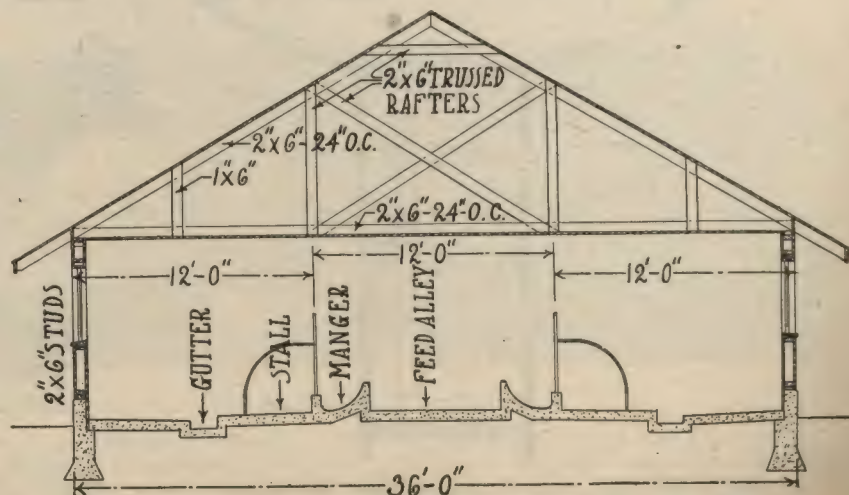 2"x6" TRUSSED
RAFTERS
2"x6"-24"O.C.
1"x6"
2"x6"-24"-O.C.
12'-0"
12'-0"
12'-0"
2"x6" STUDS
GUTTER
STALL
MANGER
FEED ALLEY
36'-0"